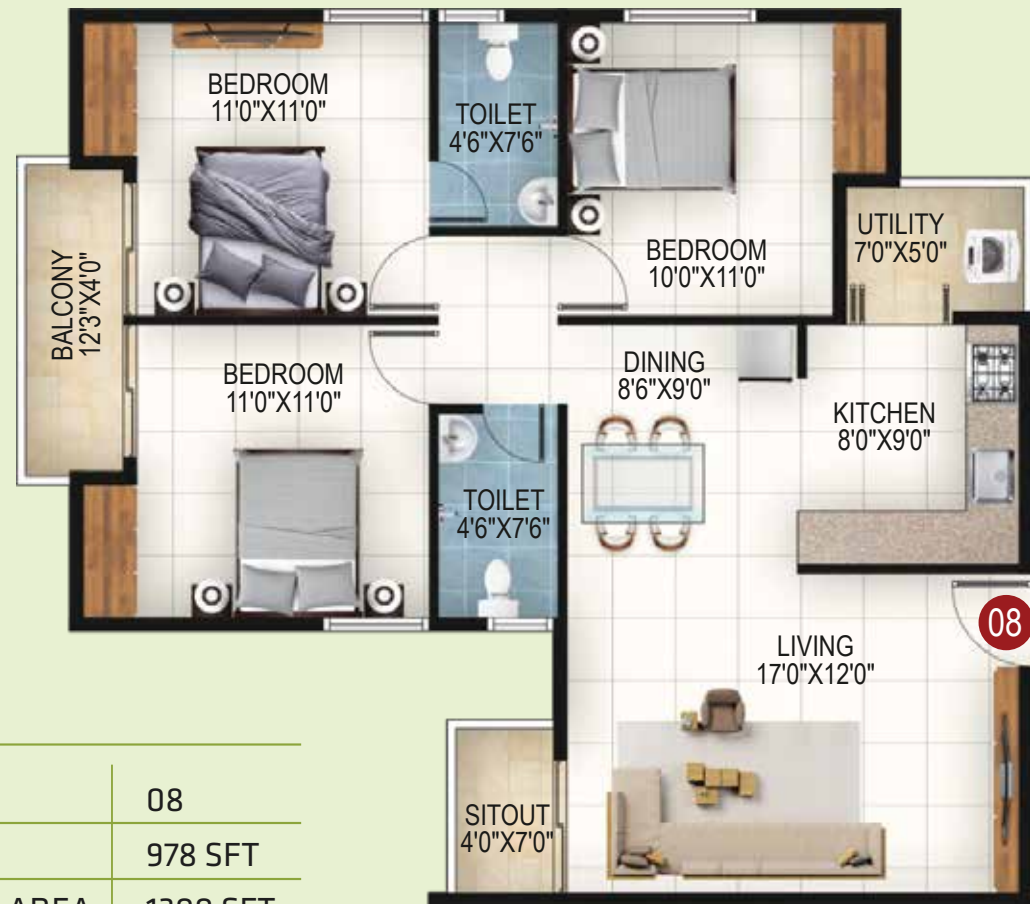 BEDROOM
11'0"X11'0"
TOILET
4'6"X7'6"
BEDROOM
10'0"X11'0"
UTILITY
7'0"X5'0"
BALCONY
12'3"X4'0"
BEDROOM
11'0"X11'0"
DINING
8'6"X9'0"
KITCHEN
8'0"X9'0"
TOILET
4'6"X7'6"
08
LIVING
17'0"X12'0"
SITOUT
4'0"X7'0"
08
978 SFT
AREA
SFT